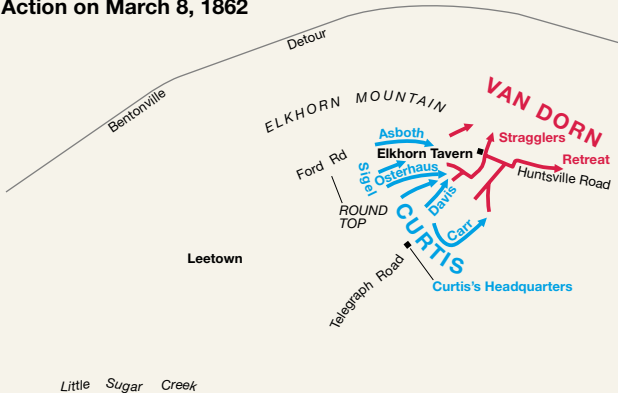 Action on March 8, 1862
Detour
Bentonville
ELKHORN MOUNTAIN
VAN DORN
Asboth
Stragglers
Elkhorn Tavern
Ford Rd
Retreat
Sigel
Osterhaus
Huntsville Road
Davis
ROUND
TOP
CURTIS
Carr
Leetown
Telegraph Road
Curtis's Headquarters
Little Sugar Creek